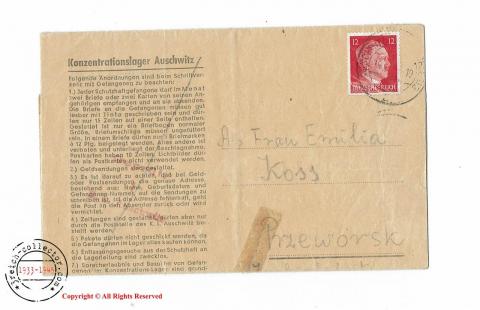 Konzentrationslager Auschwitz
Folgende Anordnungen sind beim Schriftver-
kehr mit Gefangenen zu beachten:
1.) Jeder Schutzhaftgefangene darf im Monat
zwei Briefe oder zwei Karten von seinen An-
gehörigen empfangen und an sie absenden.
Die Briefe an die Gefangenen müssen gut
lesbar mit Tinte geschrieben sein und dür-
fen nur 15 Zeilen auf einer Seite enthalten.
Gestattet ist nur ein Briefbogen normaler
Größe. Briefumschläge müssen ungefüttert
sein. In einem Briefe dürfen nur 5 Briefmarken
à 12 Pfg. beigelegt werden. Alles andere ist
verboten und unterliegt der Beschlagnahme.
Postkarten haben 10 Zeilen. Lichtbilder dür-
fen als Postkarten nicht verwendet werden.
2.) Geldsendungen sind gestattet.
3.) Es ist darauf zu achten, daß bei Geld-
oder Postsendungen die genaue Adresse,
bestehend aus: Name, Geburtsdatum und
Gefangenen-Nummer, auf die Sendungen zu
schreiben ist. Ist die Adresse fehlerhaft, geht
die Post an den Absender zurück oder wird
vernichtet.
4.) Zeitungen sind gestattet, dürfen aber nur
durch die Poststelle des K. L. Auschwitz be-
stellt werden.
5.) Pakete dürfen nicht geschickt werden, da
die Gefangenen im Lager alles kaufen können.
6.) Entlassungsgesuche aus der Schutzhaft an
die Lagerleitung sind zwecklos.
7.) Sprecherlaubnis und Besuche von Gefan-
genen im Konzentrations-Lager sind grund-
12 12
DEUTSCHES REICH
An Frau Emilia
Koss
Przeworsk
3reich-collector.com
1933-1945
Copyright © All Rights Reserved